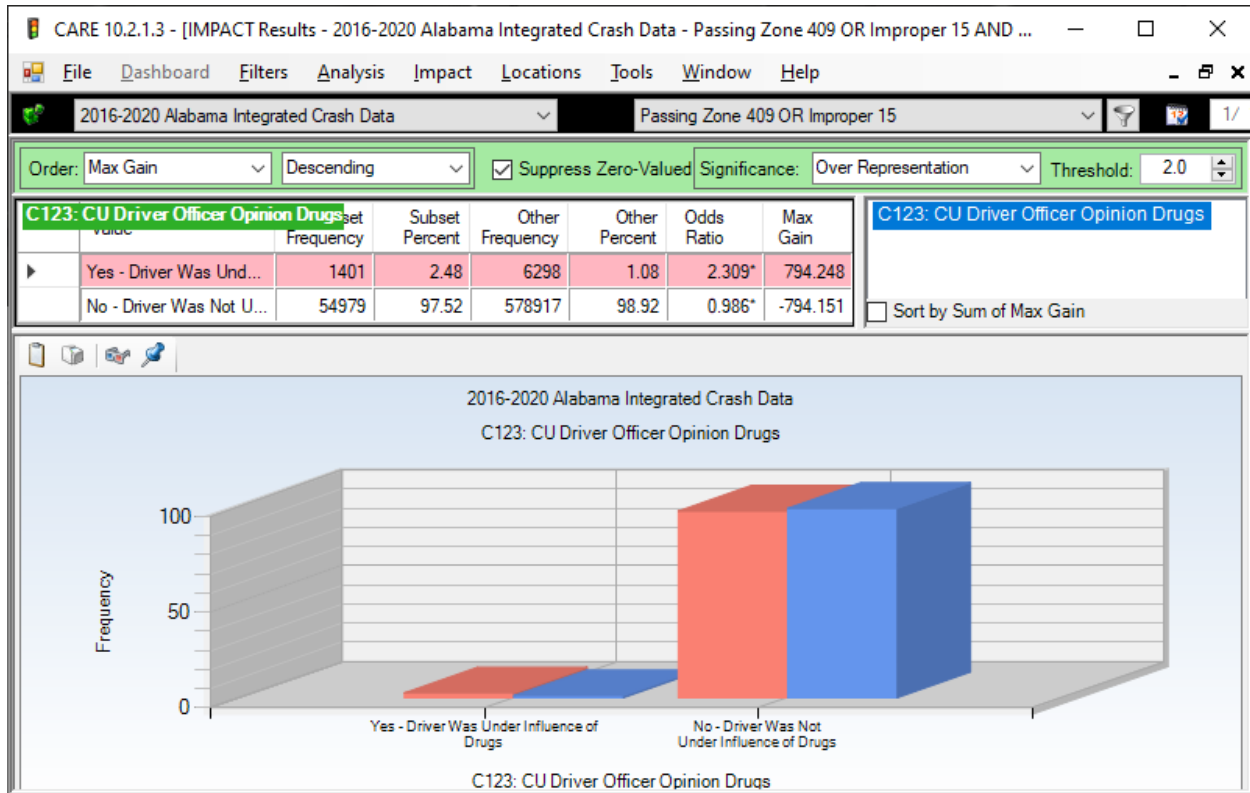 CARE 10.2.1.3 - [IMPACT Results - 2016-2020 Alabama Integrated Crash Data - Passing Zone 409 OR Improper 15 AND ...
File Dashboard Filters Analysis Impact Locations Tools Window Help
2016-2020 Alabama Integrated Crash Data Passing Zone 409 OR Improper 15 1/
Order: Max Gain Descending Suppress Zero-Valued Significance: Over Representation Threshold: 2.0
C123: CU Driver Officer Opinion Drugs Subset Frequency Subset Percent Other Frequency Other Percent Odds Ratio Max Gain
Yes - Driver Was Und... 1401 2.48 6298 1.08 2.309* 794.248
No - Driver Was Not U... 54979 97.52 578917 98.92 0.986* -794.151
C123: CU Driver Officer Opinion Drugs
Sort by Sum of Max Gain
2016-2020 Alabama Integrated Crash Data
C123: CU Driver Officer Opinion Drugs
100
50
0
Frequency
Yes - Driver Was Under Influence of
Drugs
No - Driver Was Not
Under Influence of Drugs
C123: CU Driver Officer Opinion Drugs